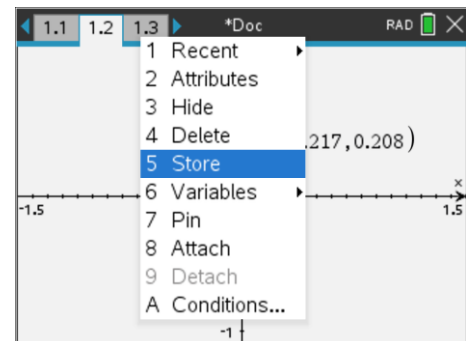 1.1 1.2 1.3 *Doc RAD
1 Recent
2 Attributes
3 Hide
4 Delete
.217,0.208)
5 Store
x
6 Variables
-1.5 1.5
7 Pin
8 Attach
9 Detach
A Conditions...
-1